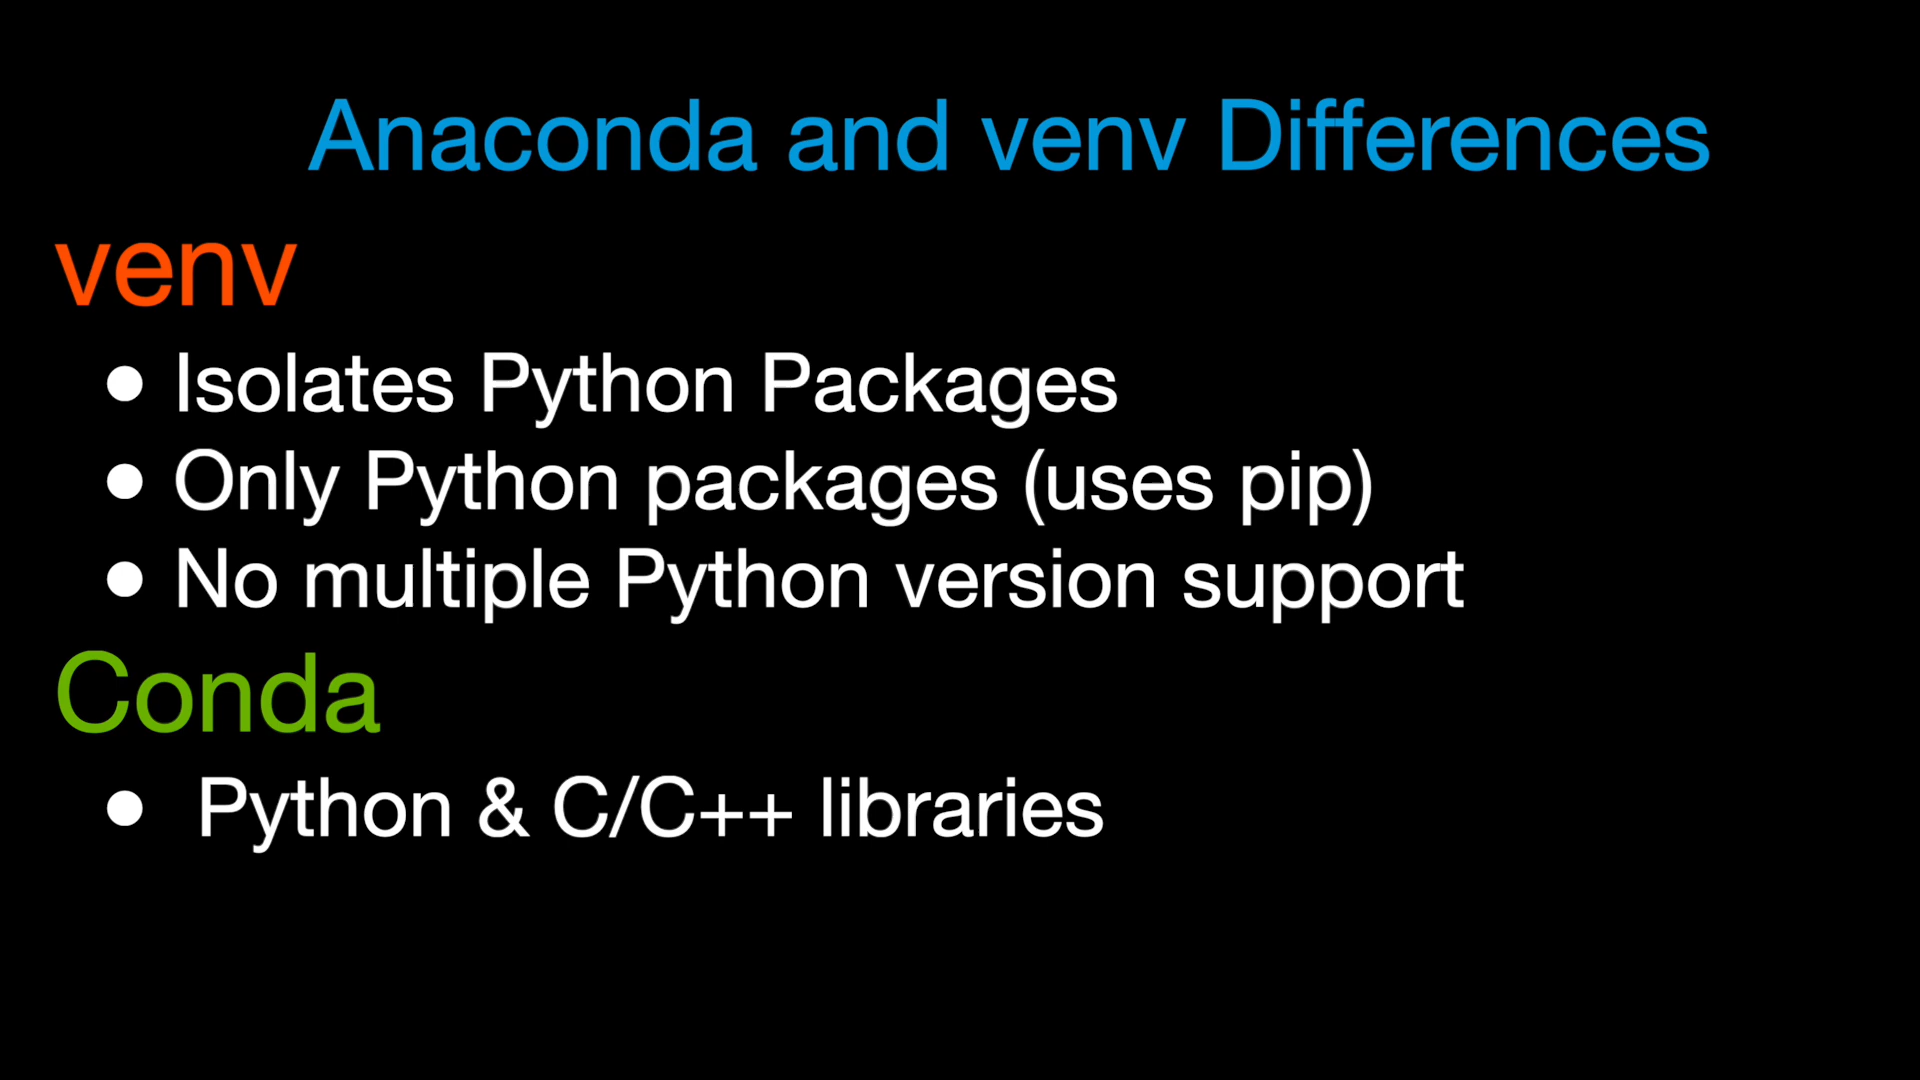 Anaconda and venv Differences
venv
● Isolates Python Packages
● Only Python packages (uses pip)
● No multiple Python version support
Conda
● Python & C/C++ libraries